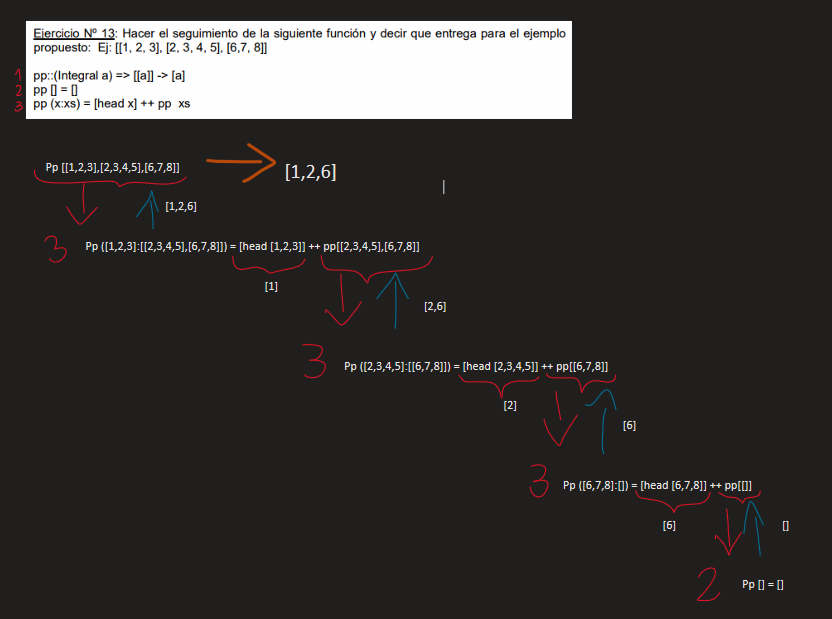 Ejercicio Nº 13: Hacer el seguimiento de la siguiente función y decir que entrega para el ejemplo
propuesto: Ej: [[1, 2, 3], [2, 3, 4, 5], [6,7, 8]]
1 pp::(Integral a) => [[a]] -> [a]
2 pp [] = []
3 pp (x:xs) = [head x] ++ pp xs
Pp [[1,2,3],[2,3,4,5],[6,7,8]]
[1,2,6]
[1,2,6]
3 Pp ([1,2,3]:[[2,3,4,5],[6,7,8]]) = [head [1,2,3]] ++ pp[[2,3,4,5],[6,7,8]]
[1]
[2,6]
3 Pp ([2,3,4,5]:[[6,7,8]]) = [head [2,3,4,5]] ++ pp[[6,7,8]]
[2]
[6]
3 Pp ([6,7,8]:[]) = [head [6,7,8]] ++ pp[[]]
[6]
[]
2 Pp [] = []